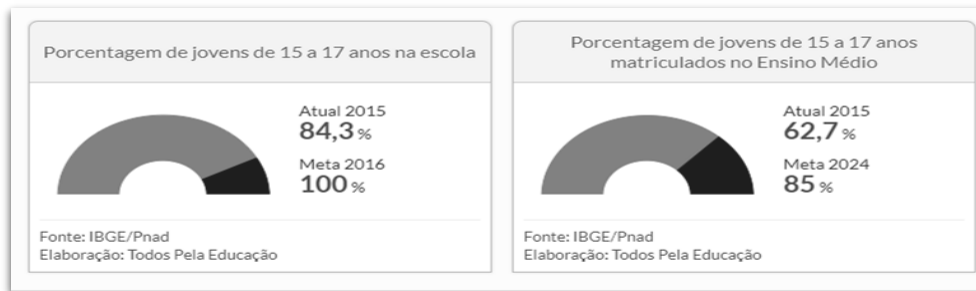 Porcentagem de jovens de 15 a 17 anos na escola
Atual 2015
84,3 %
Meta 2016
100 %
Fonte: IBGE/Pnad
Elaboração: Todos Pela Educação
Porcentagem de jovens de 15 a 17 anos
matriculados no Ensino Médio
Atual 2015
62,7 %
Meta 2024
85 %
Fonte: IBGE/Pnad
Elaboração: Todos Pela Educação